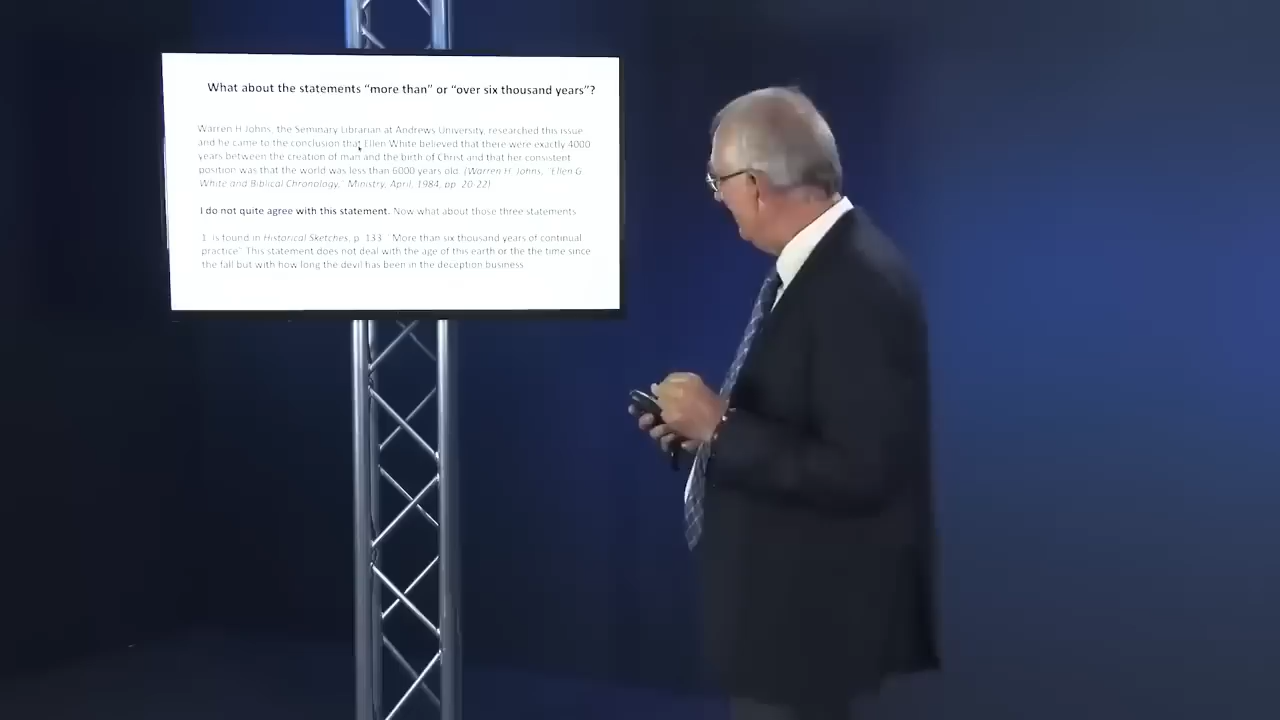 What about the statements “more than” or “over six thousand years”?
Warren H Johns, the Seminary Librarian at Andrews University, researched this issue
and he came to the conclusion that Ellen White believed that there were exactly 4000
years between the creation of man and the birth of Christ and that her consistent
position was that the world was less than 6000 years old. (Warren H. Johns, "Ellen G.
White and Biblical Chronology," Ministry, April, 1984, pp. 20-22)
I do not quite agree with this statement. Now what about those three statements
1. Is found in Historical Sketches, p. 133 " More than six thousand years of continual
practice" This statement does not deal with the age of this earth or the the time since
the fall but with how long the devil has been in the deception business